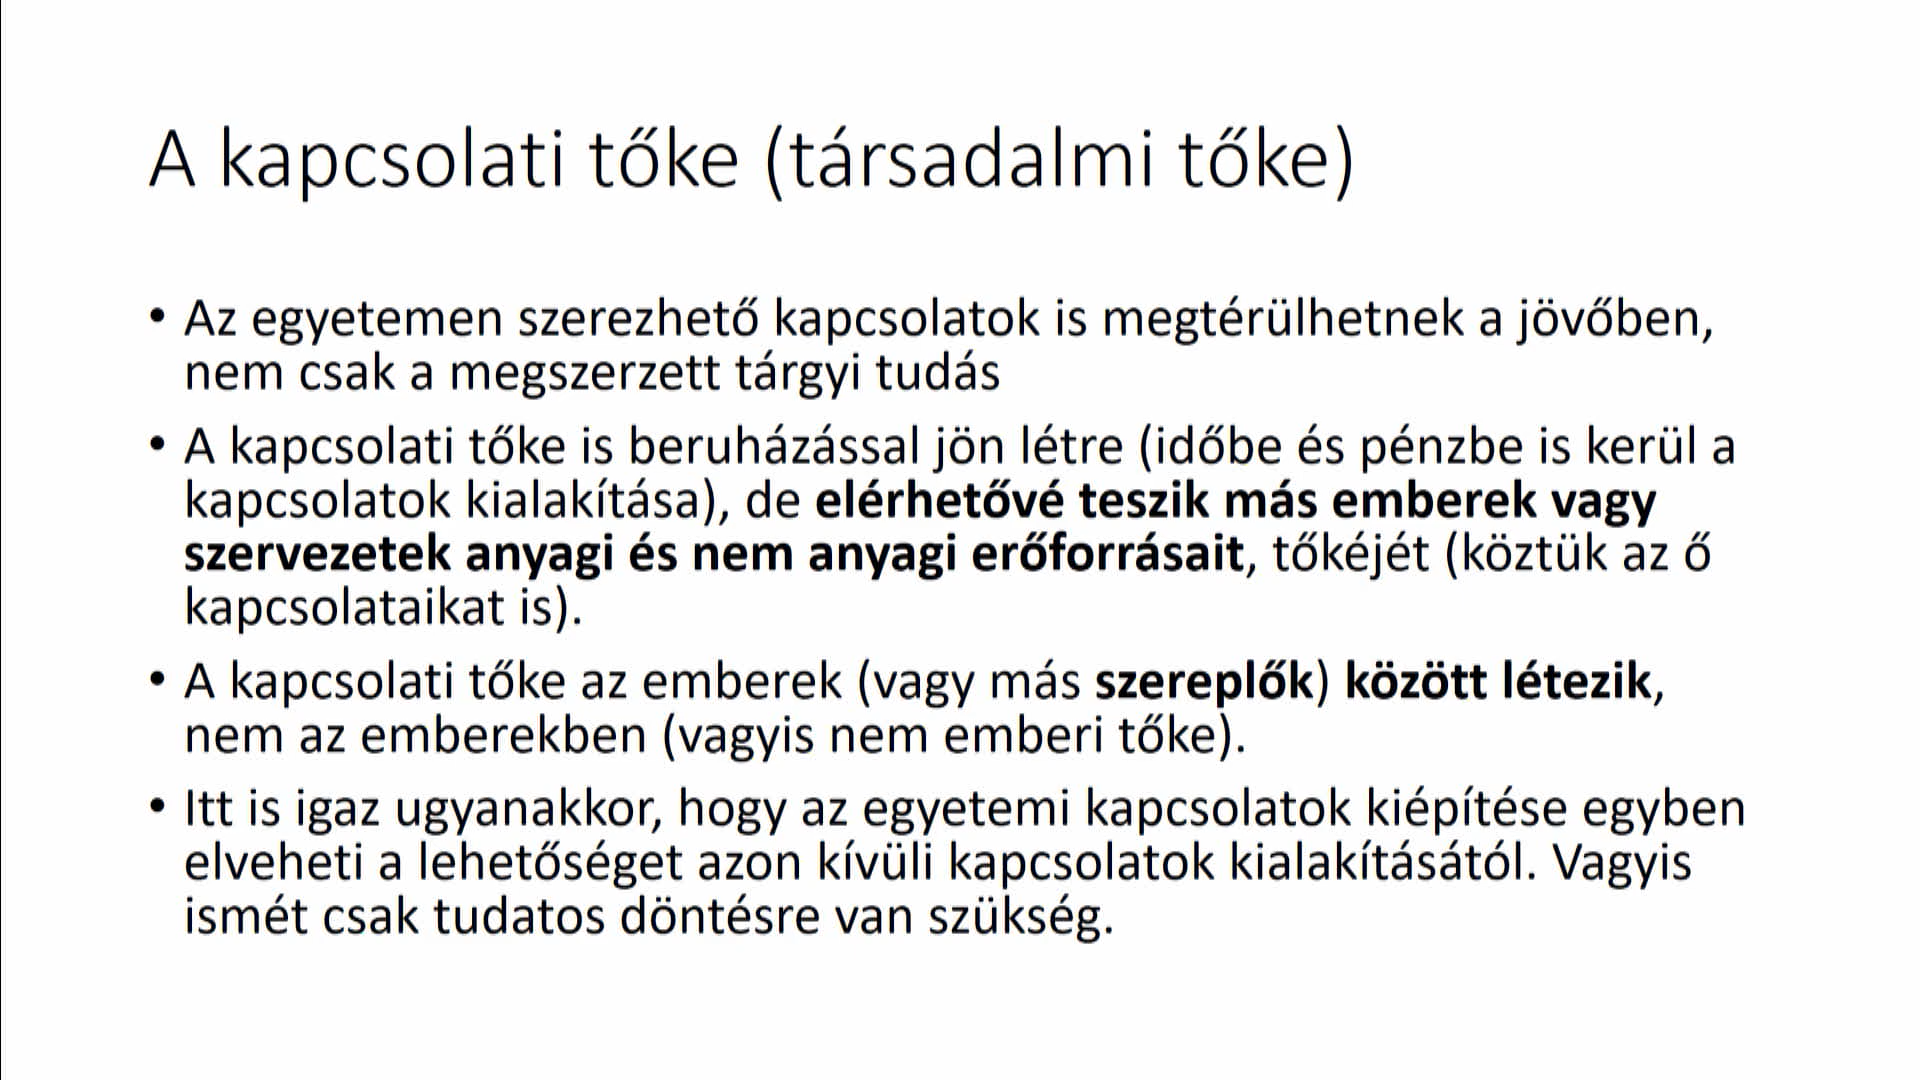 A kapcsolati tőke (társadalmi tőke)
• Az egyetemen szerezhető kapcsolatok is megtérülhetnek a jövőben,
nem csak a megszerzett tárgyi tudás
• A kapcsolati tőke is beruházással jön létre (időbe és pénzbe is kerül a
kapcsolatok kialakítása), de elérhetővé teszik más emberek vagy
szervezetek anyagi és nem anyagi erőforrásait, tőkéjét (köztük az ő
kapcsolataikat is).
• A kapcsolati tőke az emberek (vagy más szereplők) között létezik,
nem az emberekben (vagyis nem emberi tőke).
• Itt is igaz ugyanakkor, hogy az egyetemi kapcsolatok kiépítése egyben
elveheti a lehetőséget azon kívüli kapcsolatok kialakításától. Vagyis
ismét csak tudatos döntésre van szükség.